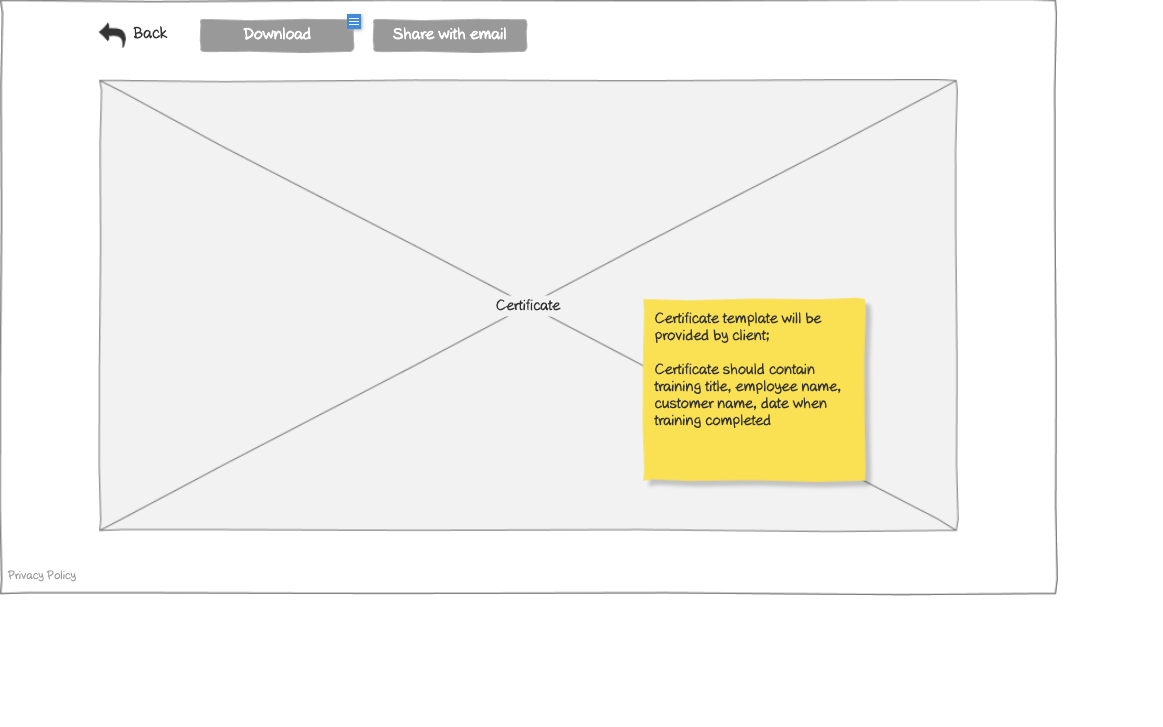 Back
Download
Share with email
Certificate
Certificate template will be
provided by client;
Certificate should contain
training title, employee name,
customer name, date when
training completed
Privacy Policy